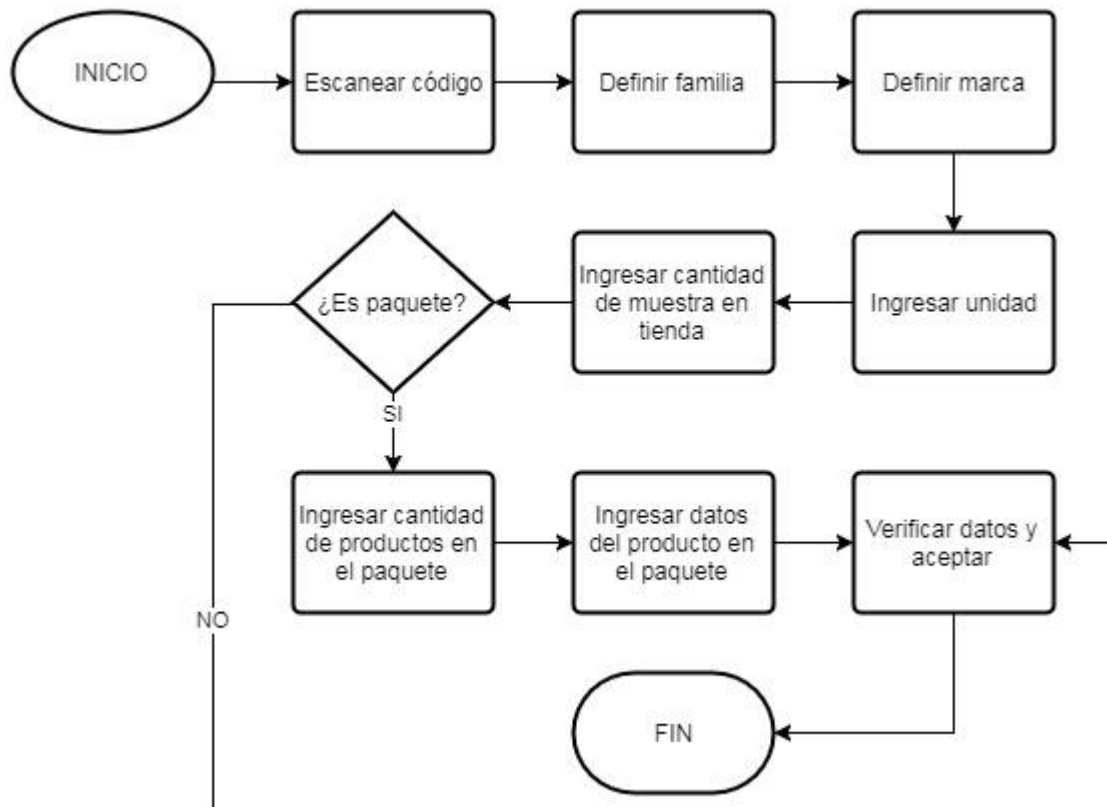 INICIO
Escanear código
Definir familia
Definir marca
¿Es paquete?
Ingresar cantidad
de muestra en
tienda
Ingresar unidad
SI
Ingresar cantidad
de productos en
el paquete
Ingresar datos
del producto en
el paquete
Verificar datos y
aceptar
NO
FIN